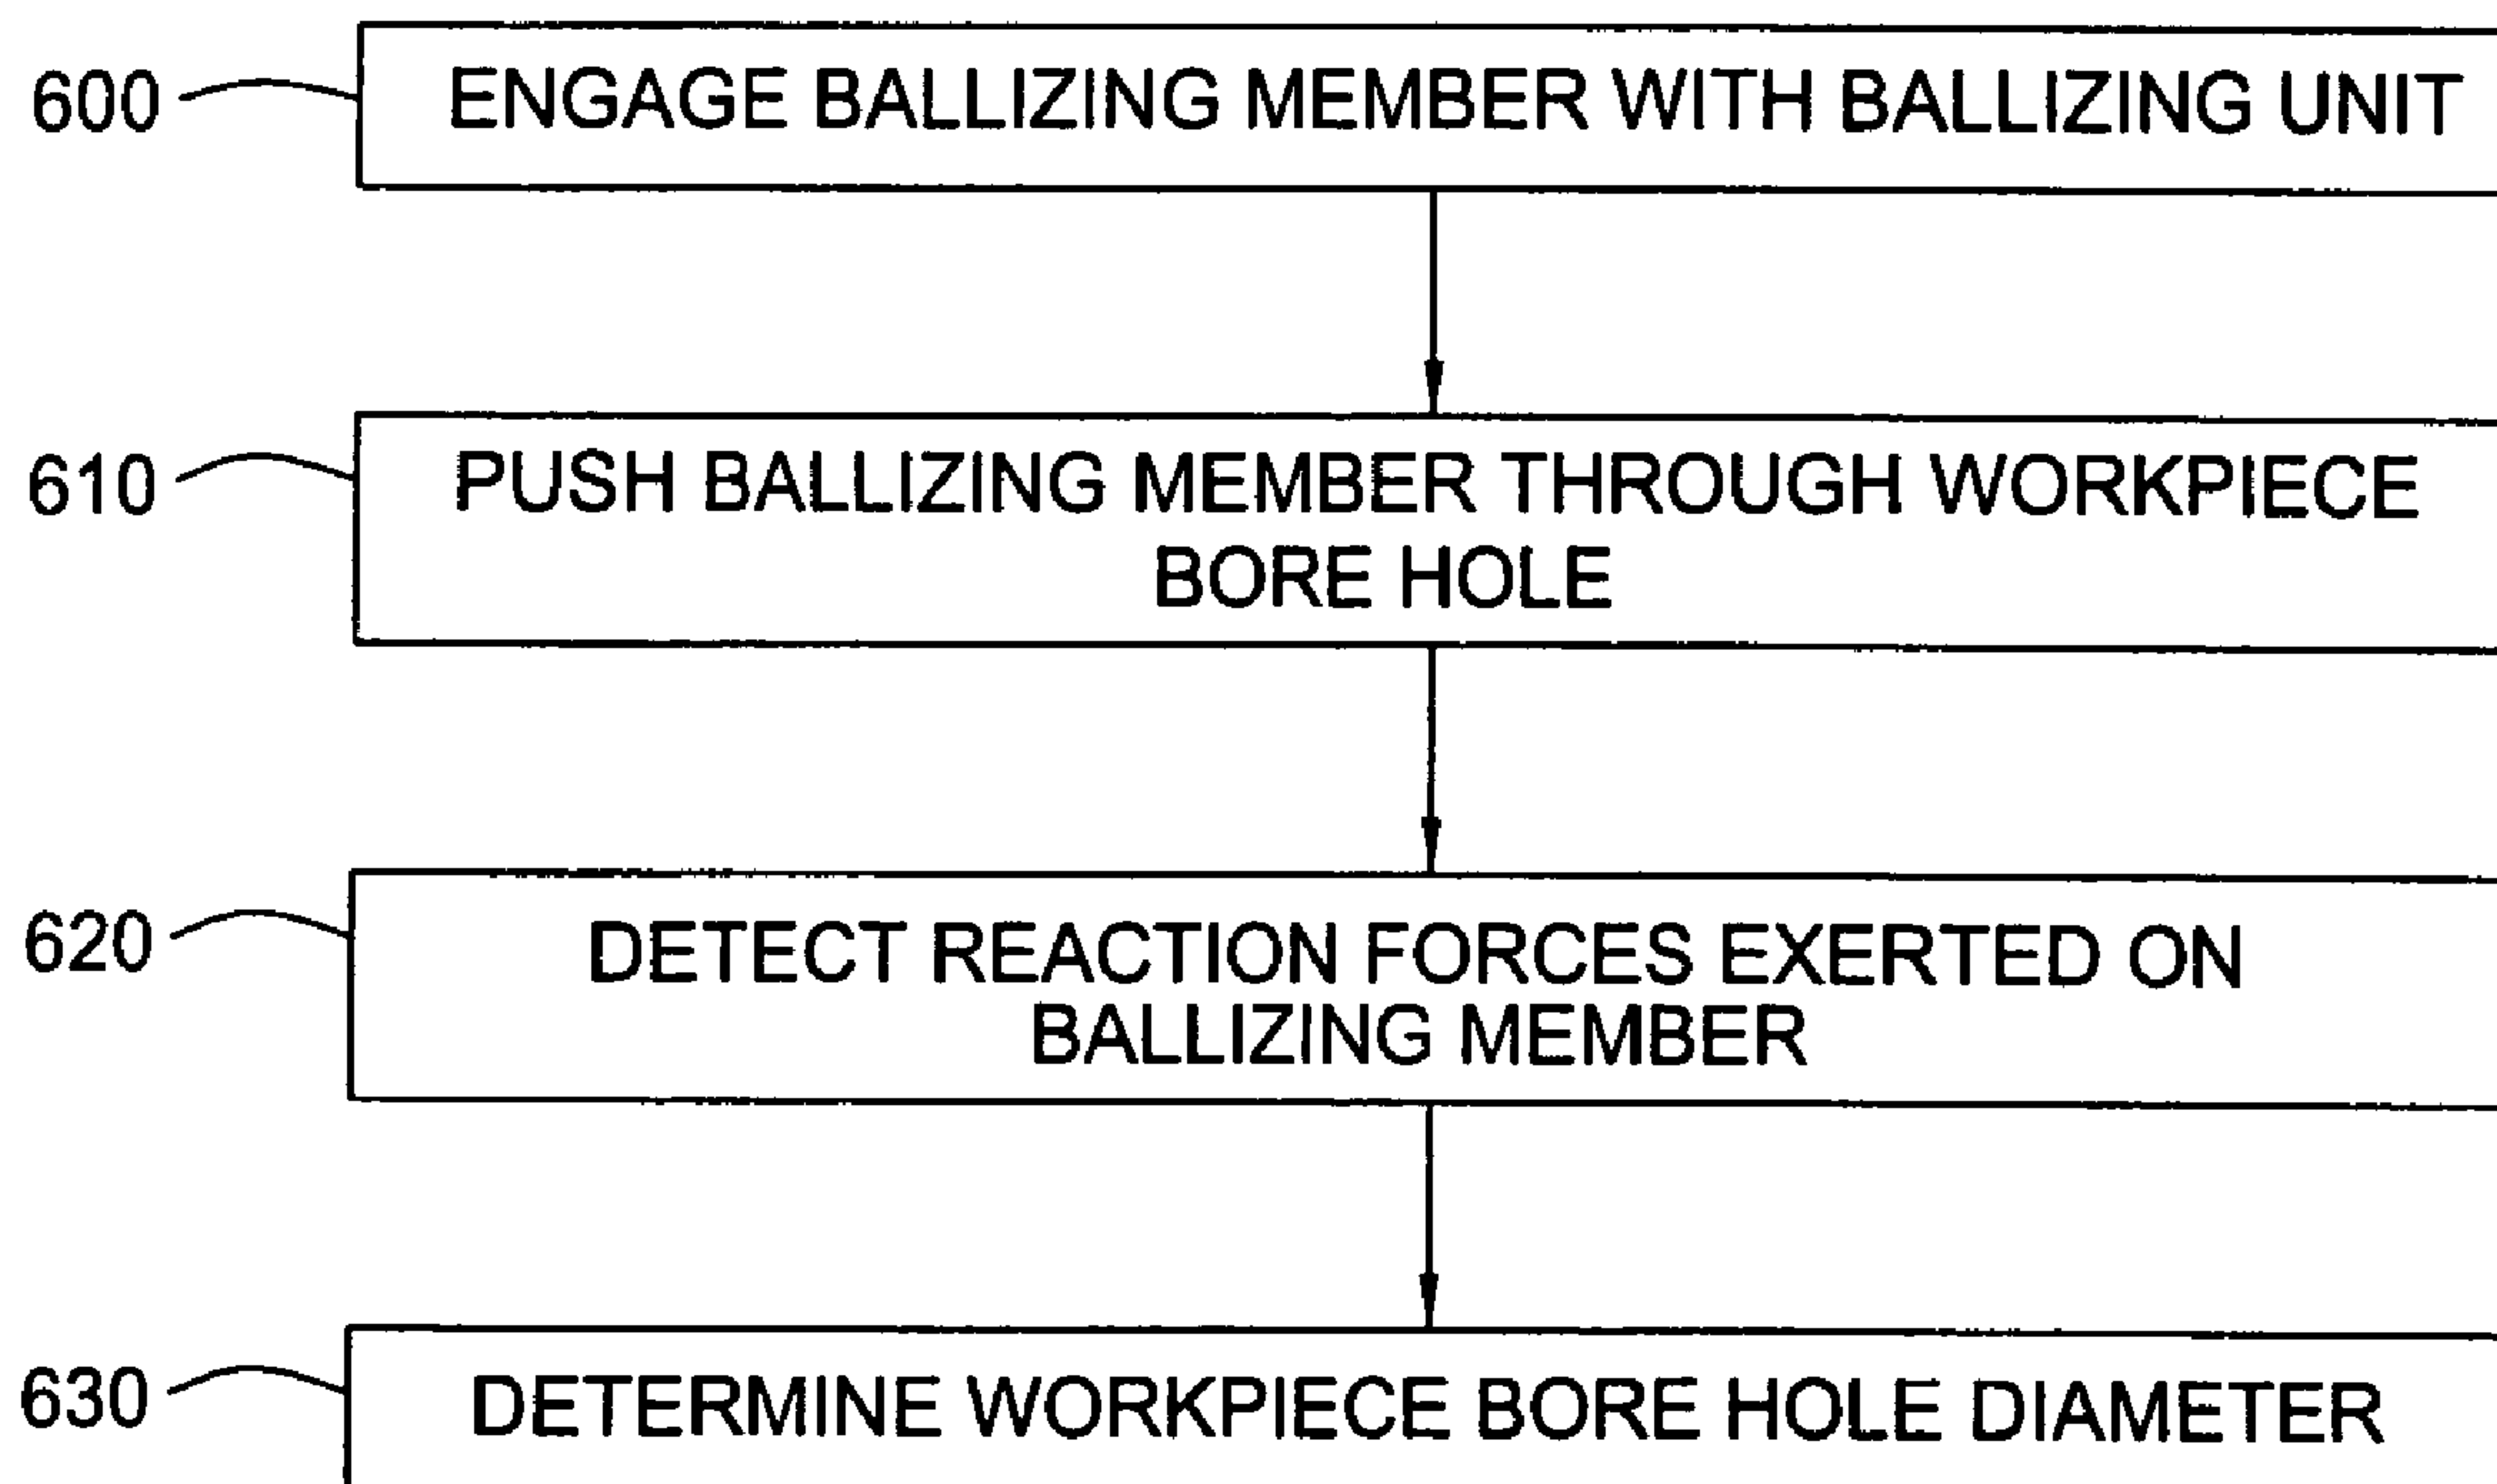 600
ENGAGE BALLIZING MEMBER WITH BALLIZING UNIT
610
PUSH BALLIZING MEMBER THROUGH WORKPIECE
BORE HOLE
620
DETECT REACTION FORCES EXERTED ON
BALLIZING MEMBER
630
DETERMINE WORKPIECE BORE HOLE DIAMETER